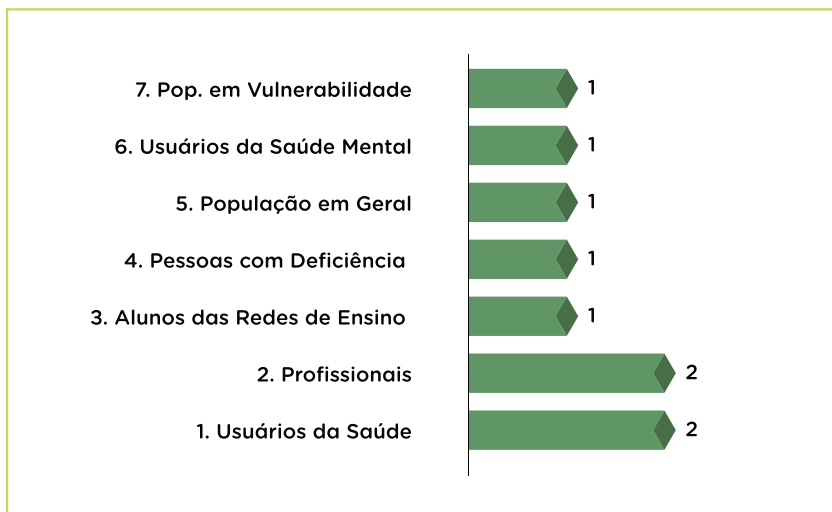 7. Pop. em Vulnerabilidade 1
6. Usuários da Saúde Mental 1
5. População em Geral 1
4. Pessoas com Deficiência 1
3. Alunos das Redes de Ensino 1
2. Profissionais 2
1. Usuários da Saúde 2